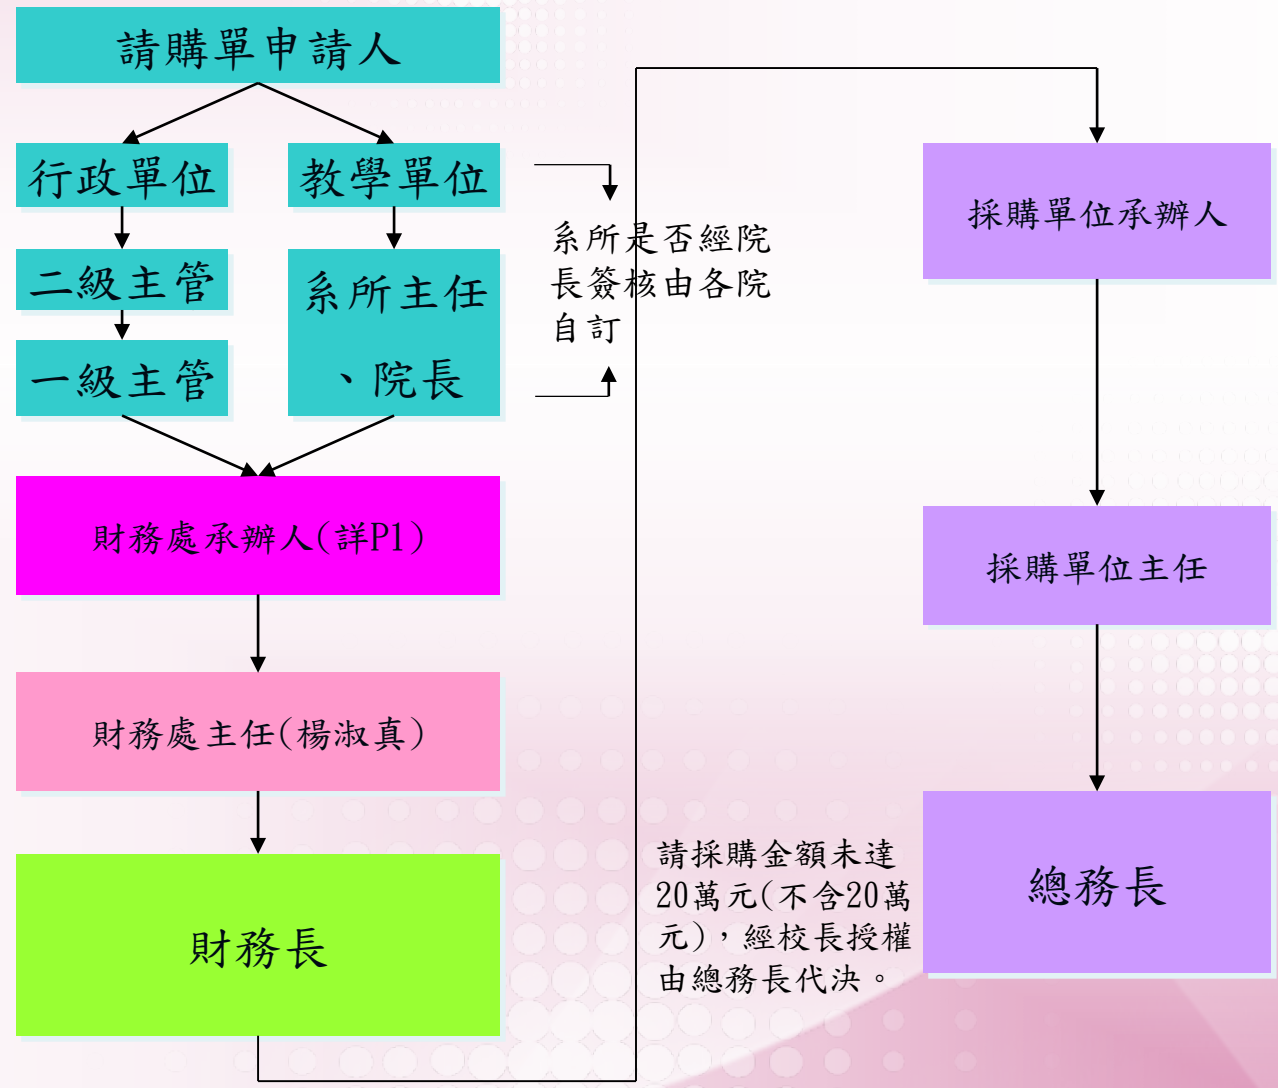 請購單申請人
行政單位
教學單位
二級主管
一級主管
系所主任
、院長
系所是否經院
長簽核由各院
自訂
財務處承辦人(詳P1)
財務處主任(楊淑真)
財務長
採購單位承辦人
採購單位主任
總務長
請採購金額未達
20萬元(不含20萬
元)，經校長授權
由總務長代決。